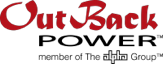 OutBack
POWER™
member of The alpha Group™